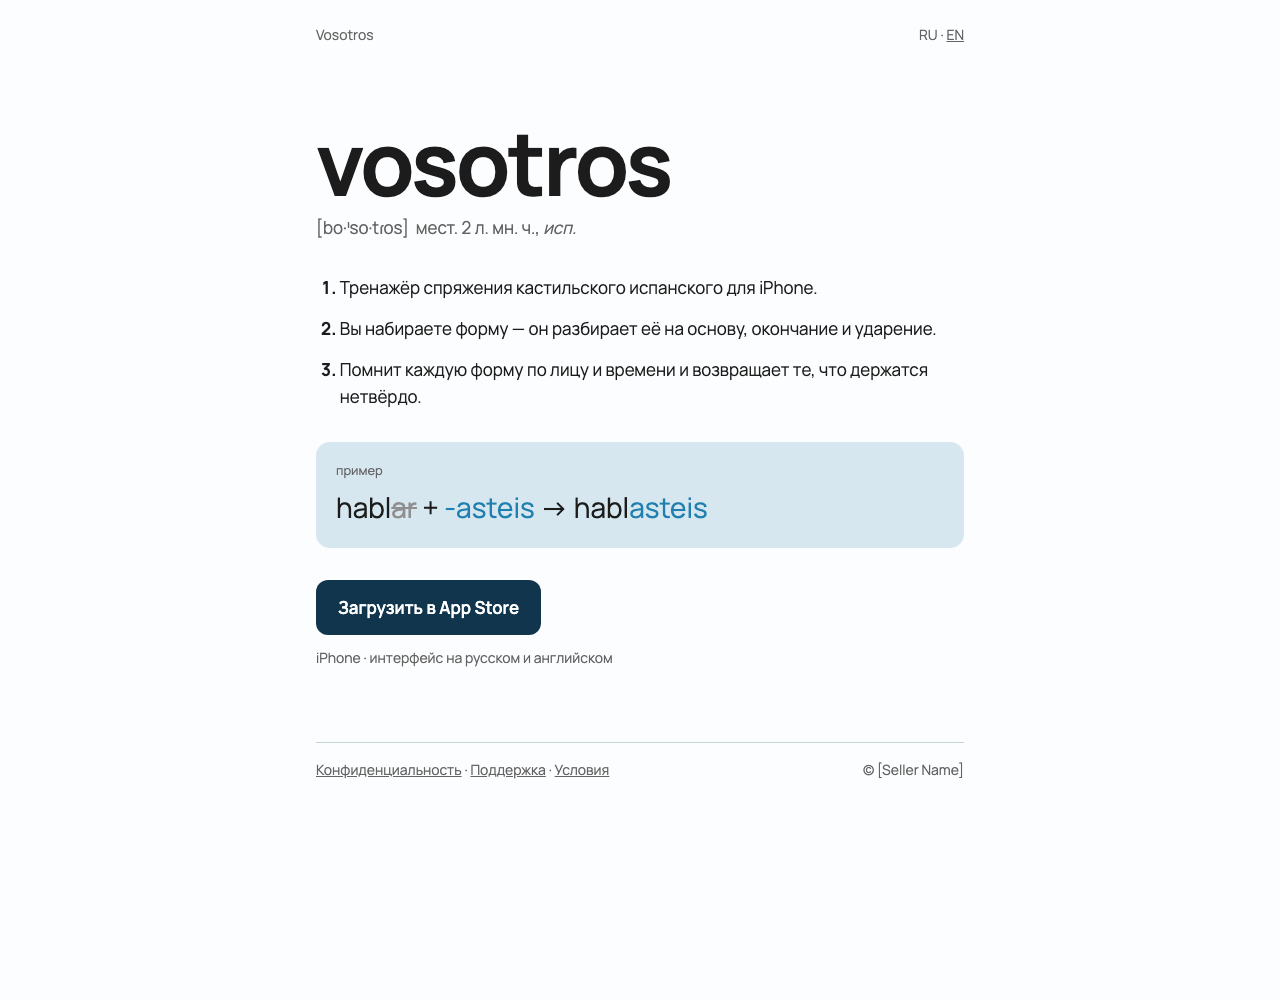 Vosotros
RU · EN
vosotros
[bo·ˈso·tɾos] мест. 2 л. мн. ч., исп.
1. Тренажёр спряжения кастильского испанского для iPhone.
2. Вы набираете форму — он разбирает её на основу, окончание и ударение.
3. Помнит каждую форму по лицу и времени и возвращает те, что держатся
нетвёрдо.
пример
hablar + -asteis → hablasteis
Загрузить в App Store
iPhone · интерфейс на русском и английском
Конфиденциальность · Поддержка · Условия
© [Seller Name]